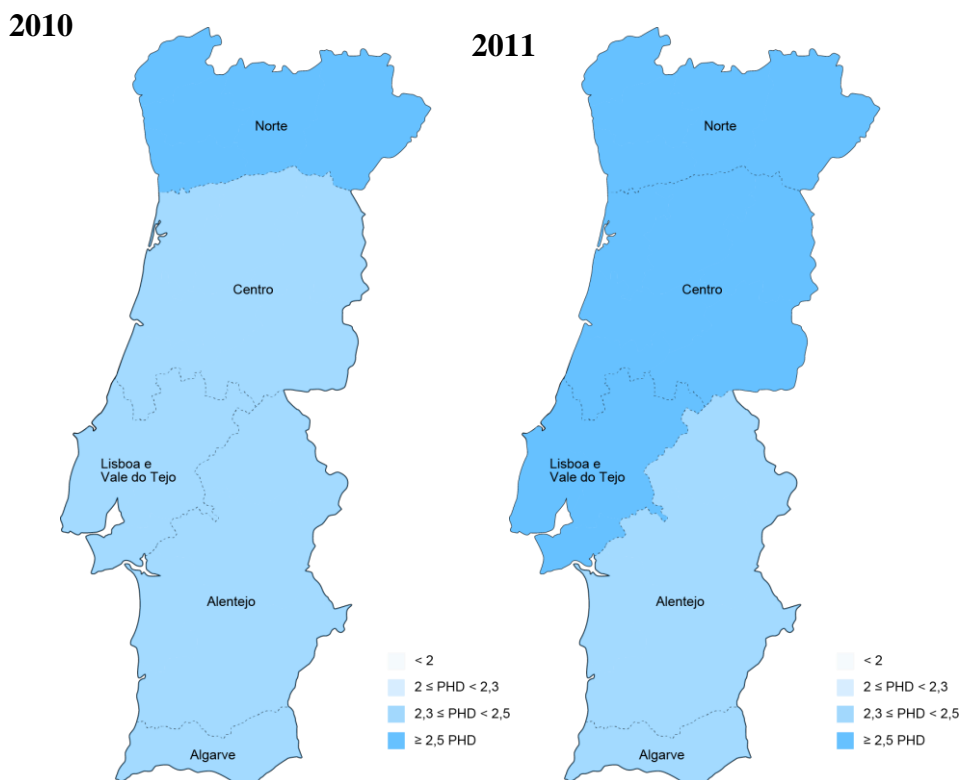 2010
Norte
Centro
Lisboa e
Vale do Tejo
Alentejo
Algarve
< 2
2 ≤ PHD < 2,3
2,3 ≤ PHD < 2,5
≥ 2,5 PHD
2011
Norte
Centro
Lisboa e
Vale do Tejo
Alentejo
Algarve
< 2
2 ≤ PHD < 2,3
2,3 ≤ PHD < 2,5
≥ 2,5 PHD